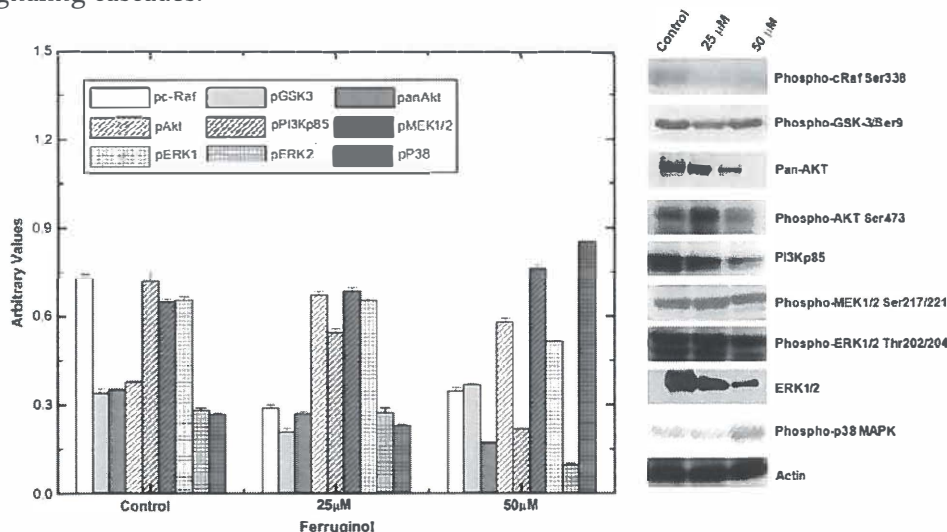 gnaling cascades.
1.5
1.2
0.9
0.6
0.3
0.0
Arbitrary Values
pc-Raf
pGSK3
panAkt
pAkt
pPI3Kp85
pMEK1/2
pERK1
pERK2
pP38
Control
25μM
50μM
Ferruginol
Control
25 μM
50 μM
Phospho-cRaf Ser338
Phospho-GSK-3/Ser9
Pan-AKT
Phospho-AKT Ser473
PI3Kp85
Phospho-MEK1/2 Ser217/221
Phospho-ERK1/2 Thr202/204
ERK1/2
Phospho-p38 MAPK
Actin